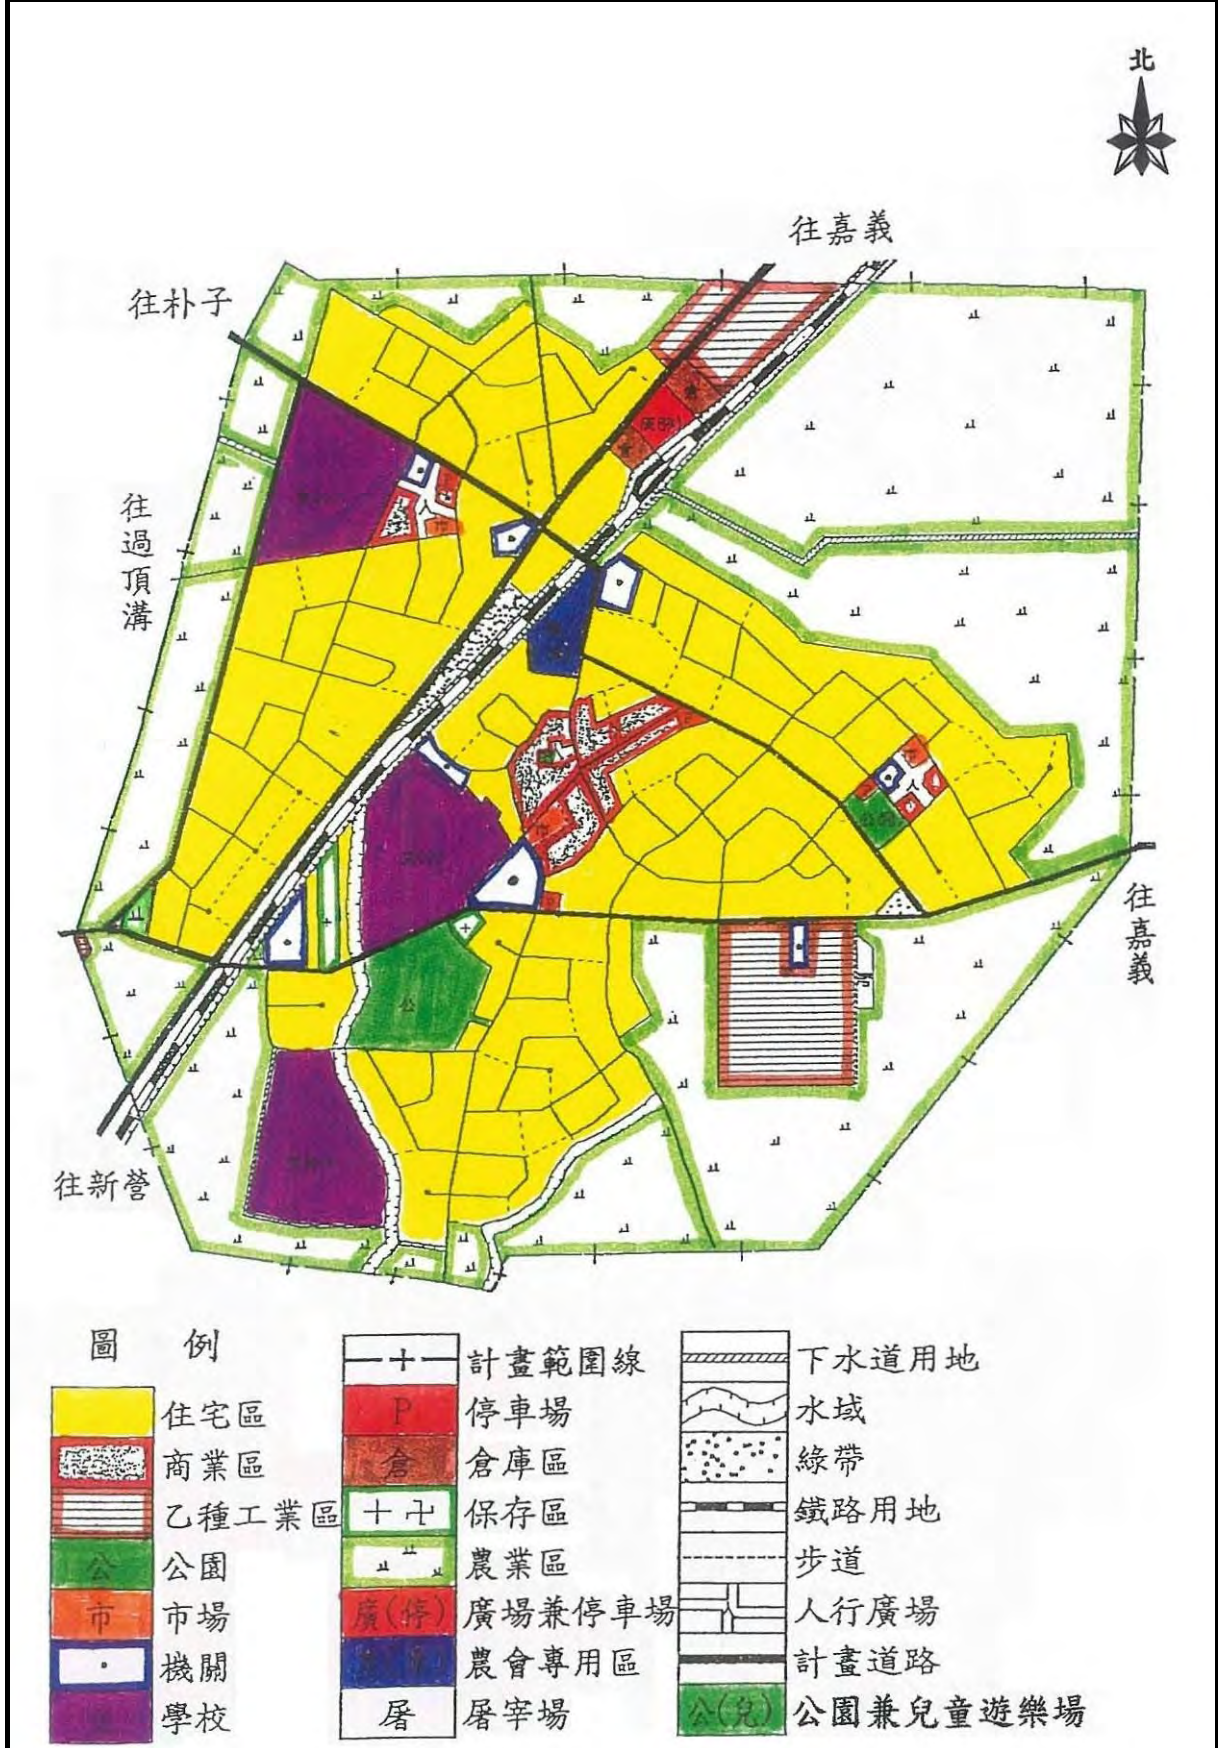 北
往嘉義
往朴子
往過頂溝
往嘉義
往新營
公
市
人
公
圖 例
住宅區
商業區
乙種工業區
公 公園
市 市場
機關
學校
計畫範圍線
P 停車場
倉 倉庫區
保存區
農業區
廣(停) 廣場兼停車場
農會專用區
屠 屠宰場
下水道用地
水域
綠帶
鐵路用地
步道
人行廣場
計畫道路
公(兒) 公園兼兒童遊樂場